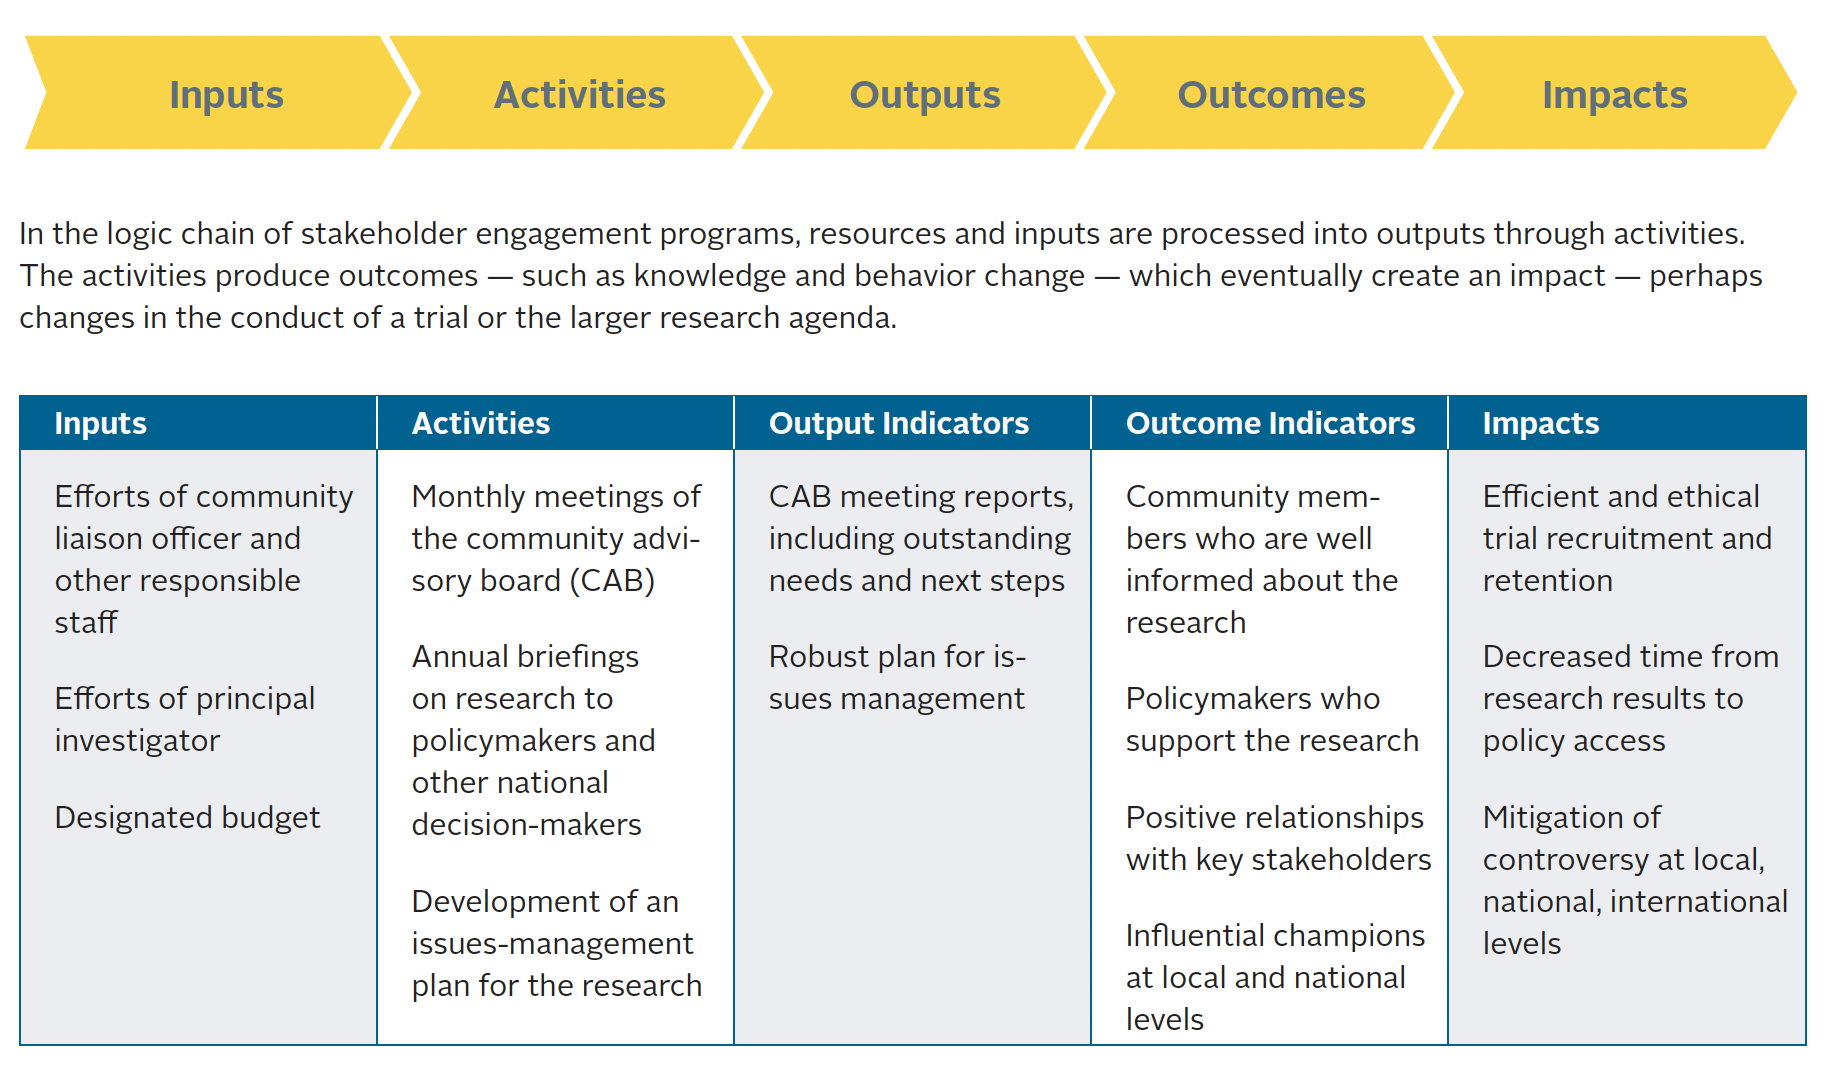 Inputs
Activities
Outputs
Outcomes
Impacts
In the logic chain of stakeholder engagement programs, resources and inputs are processed into outputs through activities.
The activities produce outcomes — such as knowledge and behavior change — which eventually create an impact — perhaps
changes in the conduct of a trial or the larger research agenda.
Inputs
Efforts of community
liaison officer and
other responsible
staff
Efforts of principal
investigator
Designated budget
Activities
Monthly meetings of
the community advi-
sory board (CAB)
Annual briefings
on research to
policymakers and
other national
decision-makers
Development of an
issues-management
plan for the research
Output Indicators
CAB meeting reports,
including outstanding
needs and next steps
Robust plan for is-
sues management
Outcome Indicators
Community mem-
bers who are well
informed about the
research
Policymakers who
support the research
Positive relationships
with key stakeholders
Influential champions
at local and national
levels
Impacts
Efficient and ethical
trial recruitment and
retention
Decreased time from
research results to
policy access
Mitigation of
controversy at local,
national, international
levels